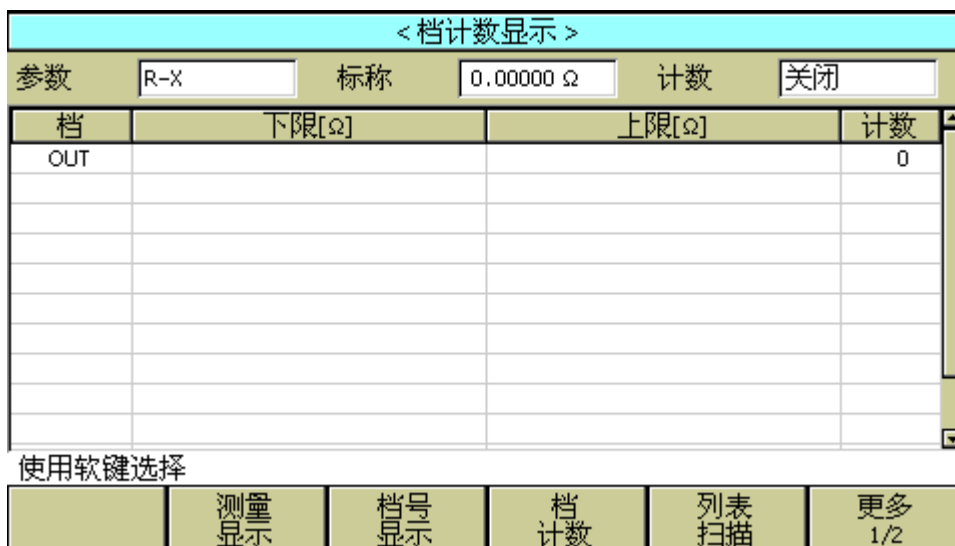 <档计数显示>
参数 R-X 标称 0.00000 Ω 计数 关闭
档 下限[Ω] 上限[Ω] 计数
OUT 0
使用软键选择
测量显示 档号显示 档计数 列表扫描 更多 1/2